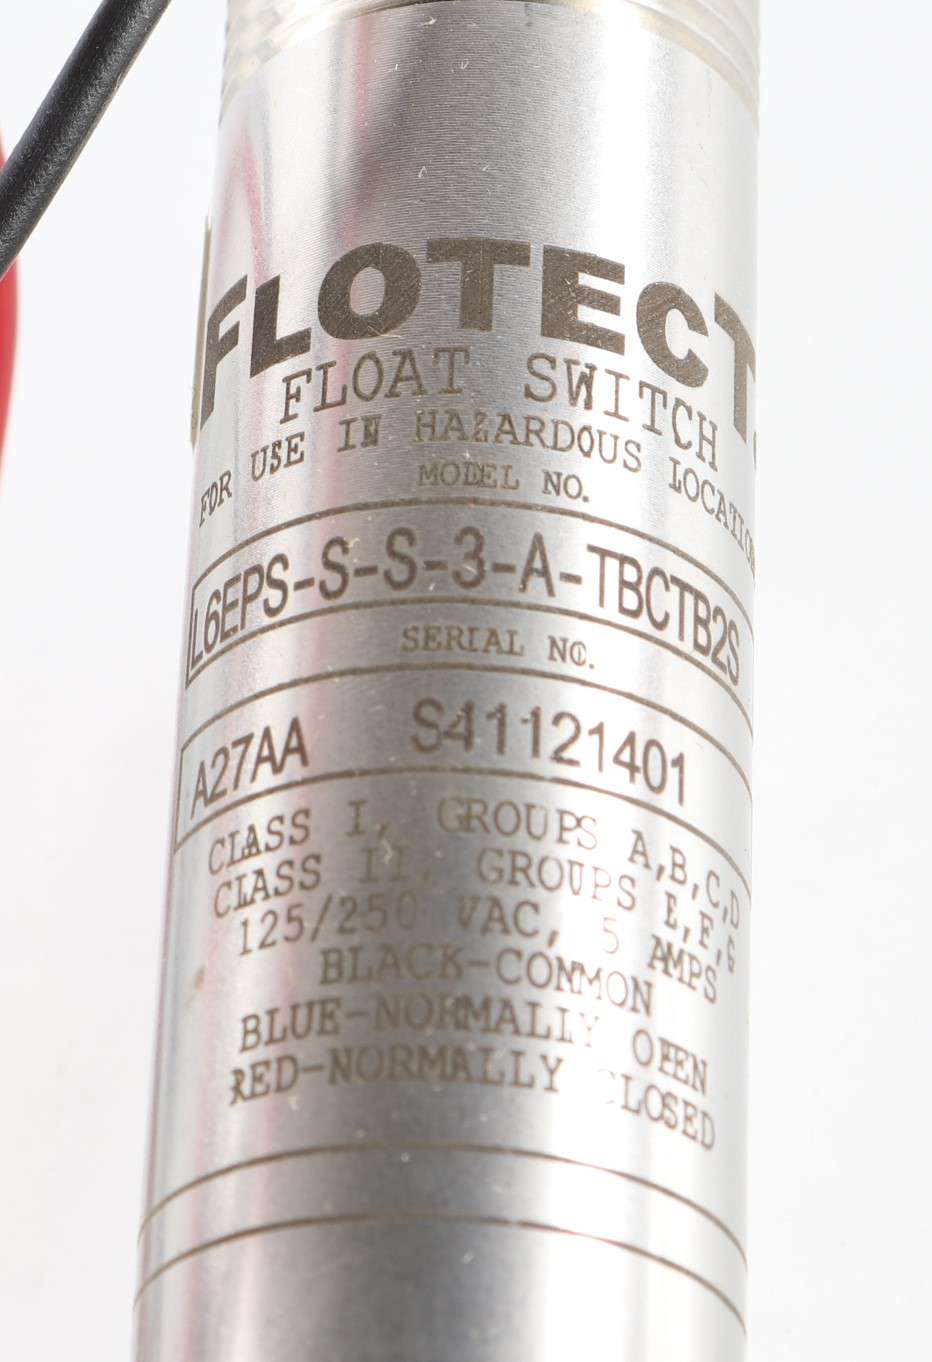 FLOTECT
FLOAT SWITCH
FOR USE IN HAZARDOUS
MODEL NO.
L6EPS-S-S-3-A-TBCTB2S
SERIAL NO.
A27AA S41121401
CLASS I, GROUPS A,B,C,D
CLASS II, GROUPS E,F,G
125/250 VAC, 5 AMPS
BLACK-COMMON
BLUE-NORMALLY OPEN
RED-NORMALLY CLOSED